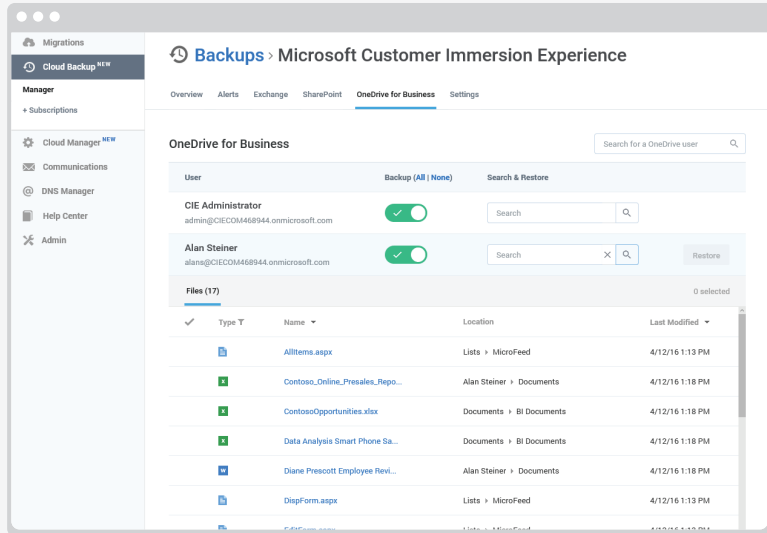 Migrations
Cloud Backup NEW
Manager
+ Subscriptions
Cloud Manager NEW
Communications
DNS Manager
Help Center
Admin
Backups › Microsoft Customer Immersion Experience
Overview Alerts Exchange SharePoint OneDrive for Business Settings
OneDrive for Business
Search for a OneDrive user
User Backup (All | None) Search & Restore
CIE Administrator
admin@CIECOM468944.onmicrosoft.com
Search
Alan Steiner
alans@CIECOM468944.onmicrosoft.com
Search
Restore
Files (17) 0 selected
Type Name Location Last Modified
AllItems.aspx Lists MicroFeed 4/12/16 1:13 PM
Contoso_Online_Presales_Repo... Alan Steiner Documents 4/12/16 1:18 PM
ContosoOpportunities.xlsx Documents BI Documents 4/12/16 1:18 PM
Data Analysis Smart Phone Sa... Documents BI Documents 4/12/16 1:18 PM
Diane Prescott Employee Revi... Alan Steiner Documents 4/12/16 1:18 PM
DispForm.aspx Lists MicroFeed 4/12/16 1:13 PM